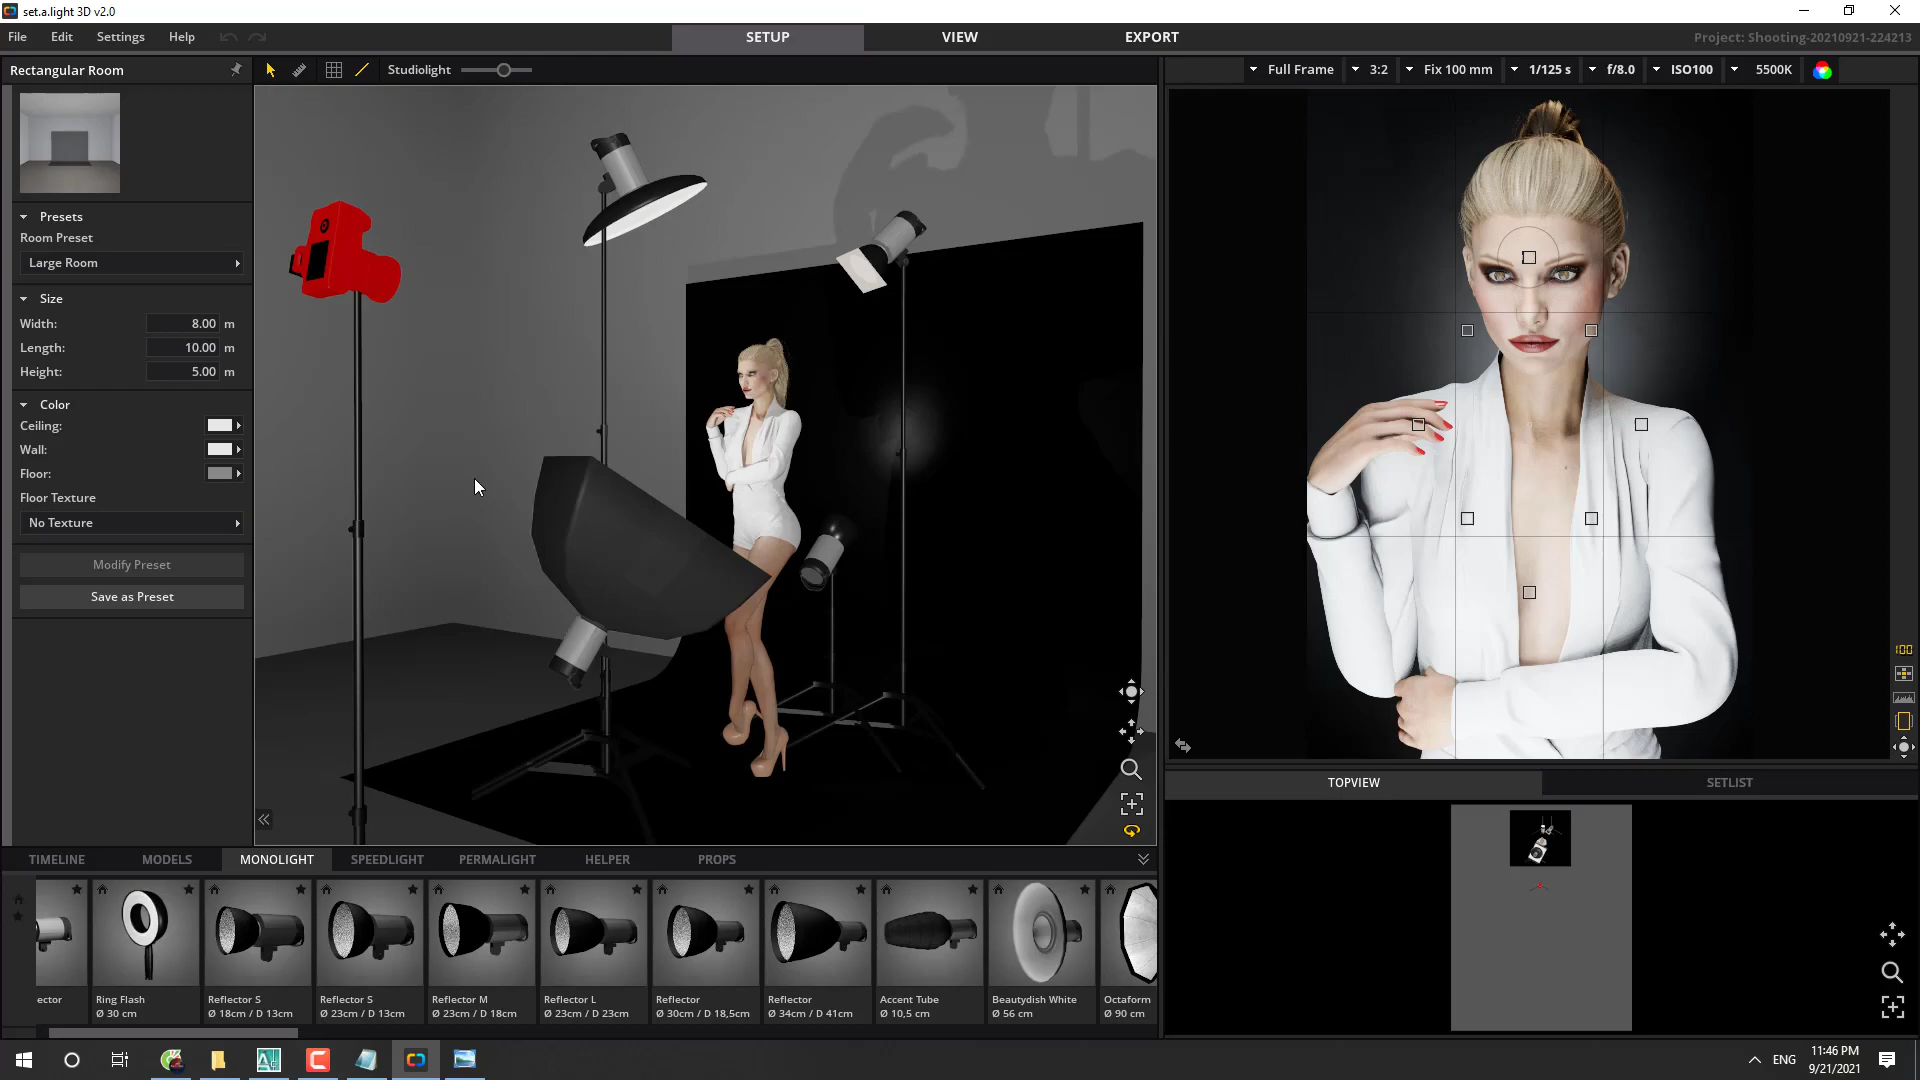 set.a.light 3D v2.0
File Edit Settings Help
SETUP VIEW EXPORT
Project: Shooting-20210921-224213
Rectangular Room
Studiolight
Full Frame 3:2 Fix 100 mm 1/125 s f/8.0 ISO100 5500K
Presets
Room Preset
Large Room
Size
Width: 8.00 m
Length: 10.00 m
Height: 5.00 m
Color
Ceiling:
Wall:
Floor:
Floor Texture
No Texture
Modify Preset
Save as Preset
100
TOPVIEW SETLIST
TIMELINE MODELS MONOLIGHT SPEEDLIGHT PERMALIGHT HELPER PROPS
ector
Ring Flash
Ø 30 cm
Reflector S
Ø 18cm / D 13cm
Reflector S
Ø 23cm / D 13cm
Reflector M
Ø 23cm / D 18cm
Reflector L
Ø 23cm / D 23cm
Reflector
Ø 30cm / D 18,5cm
Reflector
Ø 34cm / D 41cm
Accent Tube
Ø 10,5 cm
Beautydish White
Ø 56 cm
Octaform
Ø 90 cm
ENG
11:46 PM
9/21/2021